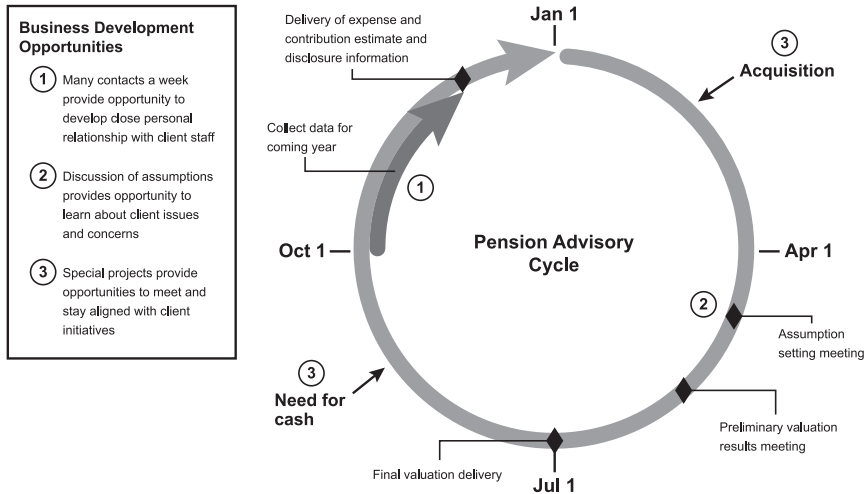 Business Development
Opportunities
1
Many contacts a week
provide opportunity to
develop close personal
relationship with client staff
2
Discussion of assumptions
provides opportunity to
learn about client issues
and concerns
3
Special projects provide
opportunities to meet and
stay aligned with client
initiatives
Delivery of expense and
contribution estimate and
disclosure information
Jan 1
3
Acquisition
Collect data for
coming year
1
Oct 1
Pension Advisory
Cycle
Apr 1
2
Assumption
setting meeting
3
Need for
cash
Preliminary valuation
results meeting
Final valuation delivery
Jul 1